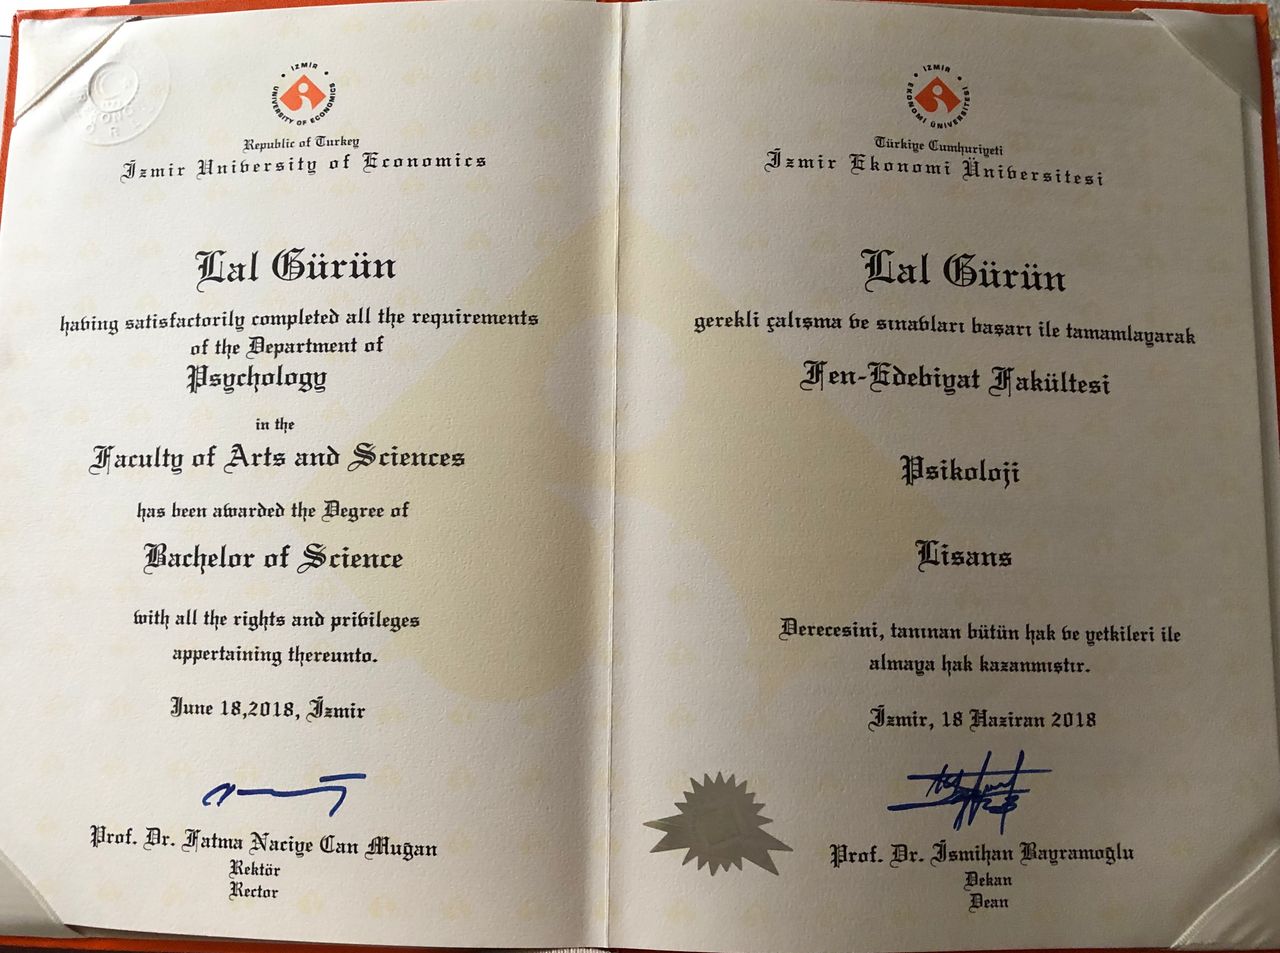 İZMİR
UNIVERSITY OF ECONOMICS
Republic of Turkey
İzmir University of Economics
Lal Gürün
having satisfactorily completed all the requirements
of the Department of
Psychology
in the
Faculty of Arts and Sciences
has been awarded the Degree of
Bachelor of Science
with all the rights and privileges
appertaining thereunto.
June 18,2018, İzmir
Prof. Dr. Fatma Naciye Can Muğan
Rektör
Rector
İZMİR
EKONOMİ ÜNİVERSİTESİ
Türkiye Cumhuriyeti
İzmir Ekonomi Üniversitesi
Lal Gürün
gerekli çalışma ve sınavları başarı ile tamamlayarak
Fen-Edebiyat Fakültesi
Psikoloji
Lisans
Derecesini, tanınan bütün hak ve yetkileri ile
almaya hak kazanmıştır.
İzmir, 18 Haziran 2018
Prof. Dr. İsmihan Bayramoğlu
Dekan
Dean